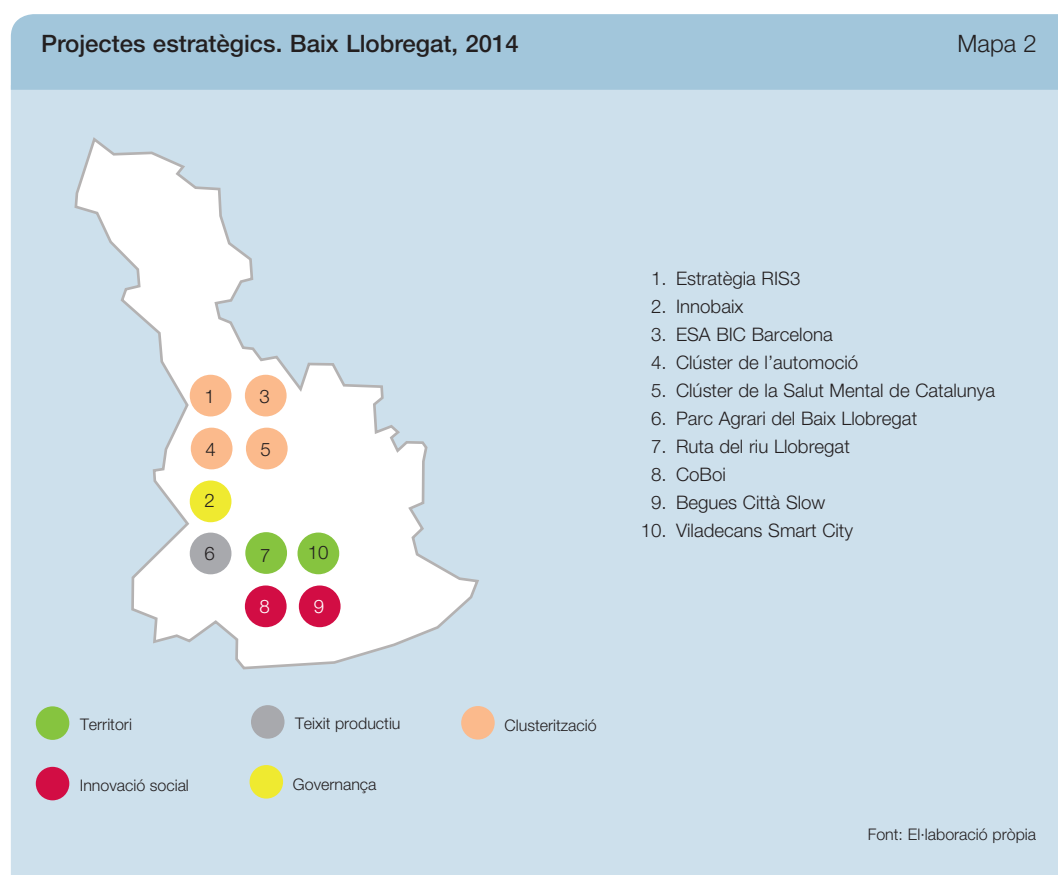 Projectes estratègics. Baix Llobregat, 2014
Mapa 2
1. Estratègia RIS3
2. Innobaix
3. ESA BIC Barcelona
4. Clúster de l’automoció
5. Clúster de la Salut Mental de Catalunya
6. Parc Agrari del Baix Llobregat
7. Ruta del riu Llobregat
8. CoBoi
9. Begues Città Slow
10. Viladecans Smart City
1 3
4 5
2
6 7 10
8 9
Territori
Teixit productiu
Clusterització
Innovació social
Governança
Font: El·laboració pròpia